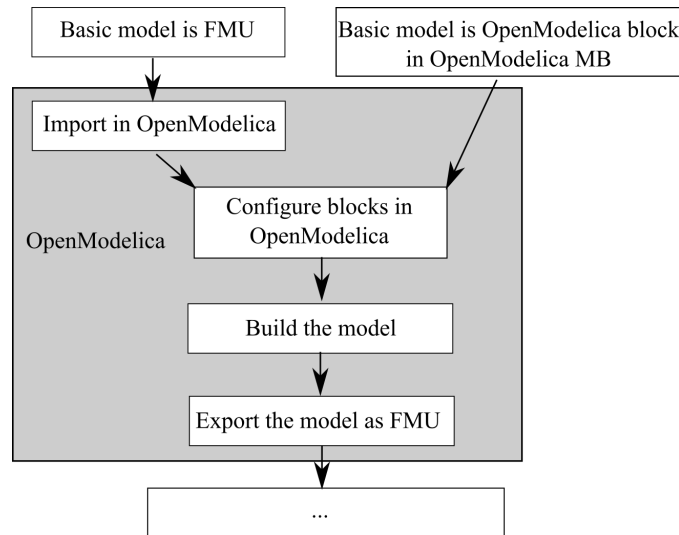 Basic model is FMU
Basic model is OpenModelica block
in OpenModelica MB
Import in OpenModelica
Configure blocks in
OpenModelica
OpenModelica
Build the model
Export the model as FMU
...